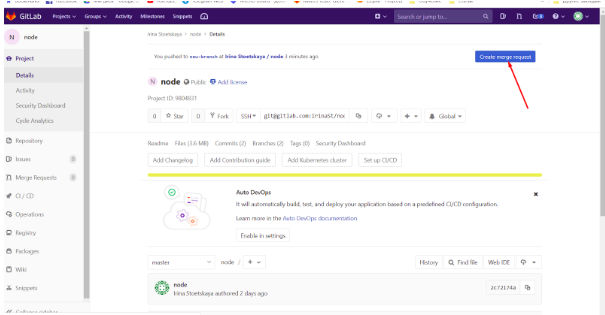 GitLab Projects Groups Activity Milestones Snippets Search or jump to...
N node
Project
Details
Activity
Security Dashboard
Cycle Analytics
Repository
Issues 0
Merge Requests 0
CI / CD
Operations
Registry
Packages
Wiki
Snippets
Collapse sidebar
Irina Stoetskaya > node > Details
You pushed to new-branch at Irina Stoetskaya / node 3 minutes ago
Create merge request
N node Public Add license
Project ID: 9804931
0 Star 0 Fork SSH git@gitlab.com:irinast/no Global
Readme Files (3.6 MB) Commits (2) Branches (2) Tags (0) Security Dashboard
Add Changelog Add Contribution guide Add Kubernetes cluster Set up CI/CD
Auto DevOps
It will automatically build, test, and deploy your application based on a predefined CI/CD configuration.
Learn more in the Auto DevOps documentation
Enable in settings
master node / + History Find file Web IDE
node
Irina Stoetskaya authored 2 days ago
2c72174a